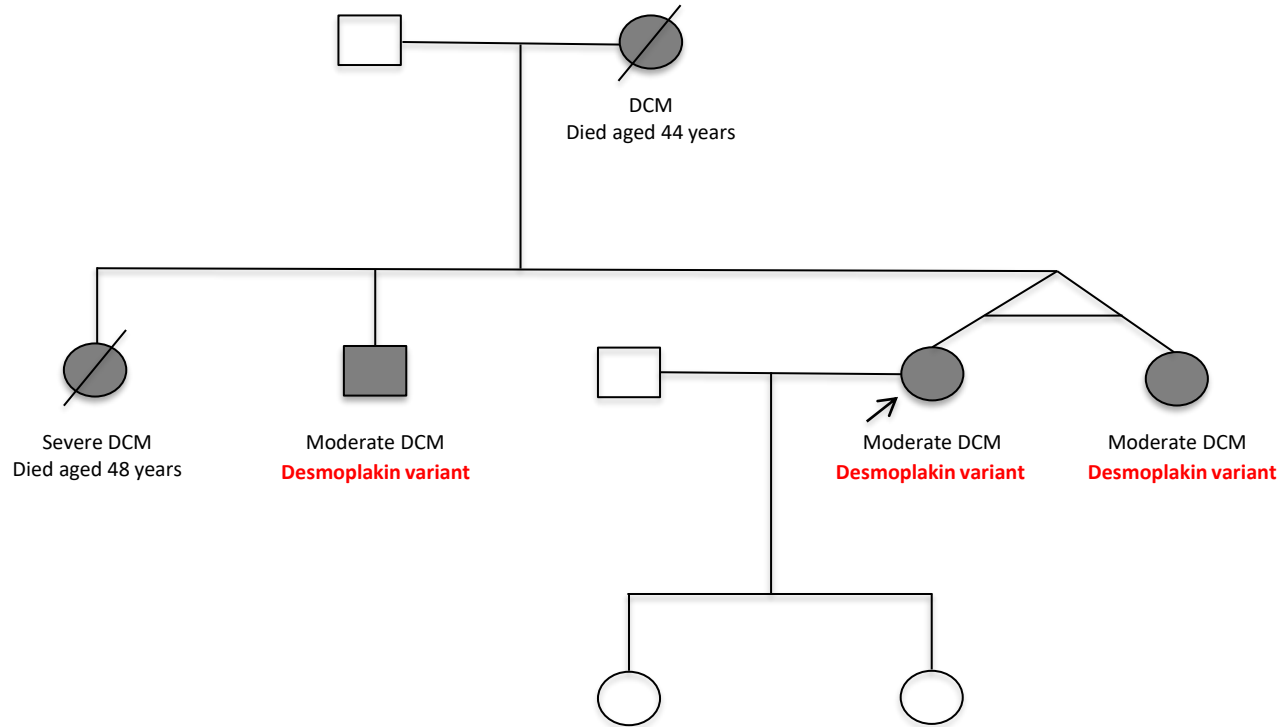 DCM
Died aged 44 years
Severe DCM
Died aged 48 years
Moderate DCM
Desmoplakin variant
Moderate DCM
Desmoplakin variant
Moderate DCM
Desmoplakin variant